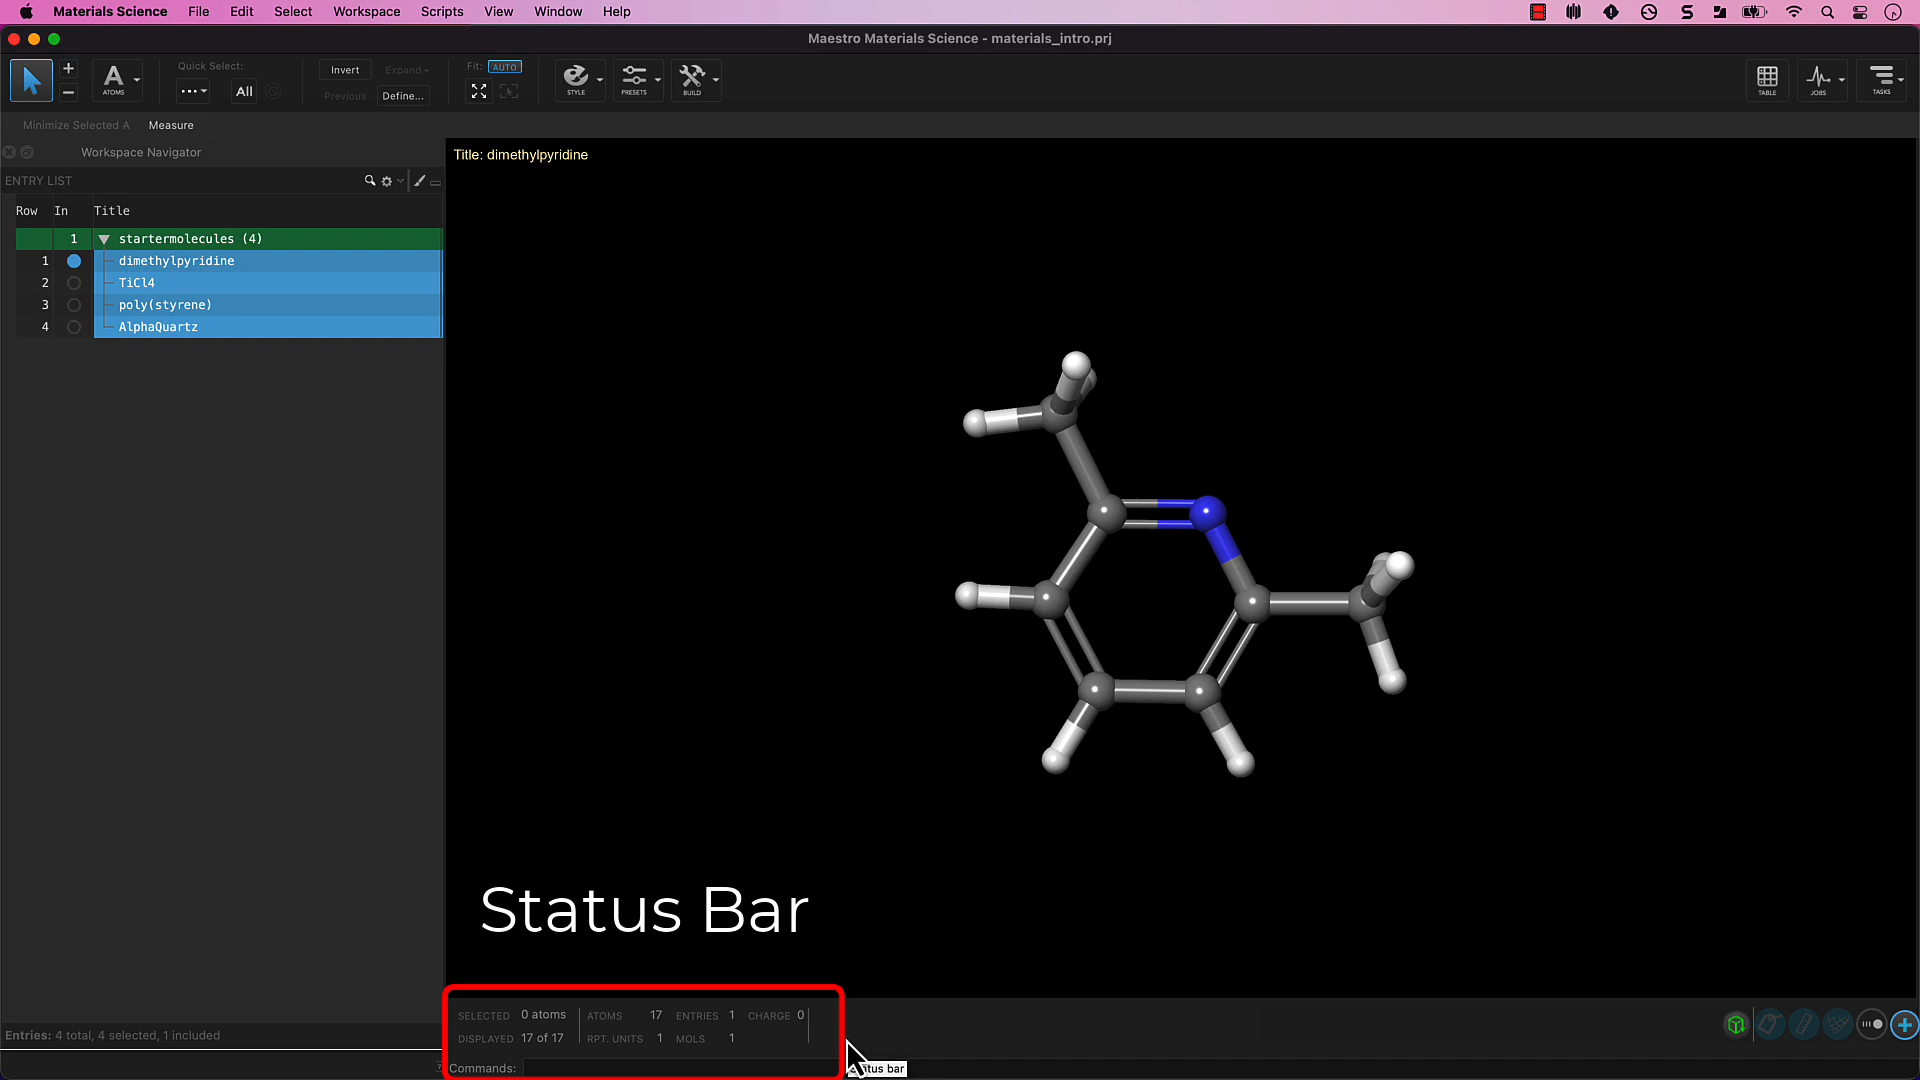 Materials Science File Edit Select Workspace Scripts View Window Help
Maestro Materials Science - materials_intro.prj
Quick Select: Invert Expand Fit: AUTO
A ATOMS All Previous Define... STYLE PRESETS BUILD TABLE JOBS TASKS
Minimize Selected A Measure
Workspace Navigator
Title: dimethylpyridine
ENTRY LIST
Row In Title
1 startermolecules (4)
1 dimethylpyridine
2 TiCl4
3 poly(styrene)
4 AlphaQuartz
Status Bar
SELECTED 0 atoms ATOMS 17 ENTRIES 1 CHARGE 0
DISPLAYED 17 of 17 RPT. UNITS 1 MOLS 1
Entries: 4 total, 4 selected, 1 included
Commands:
bar